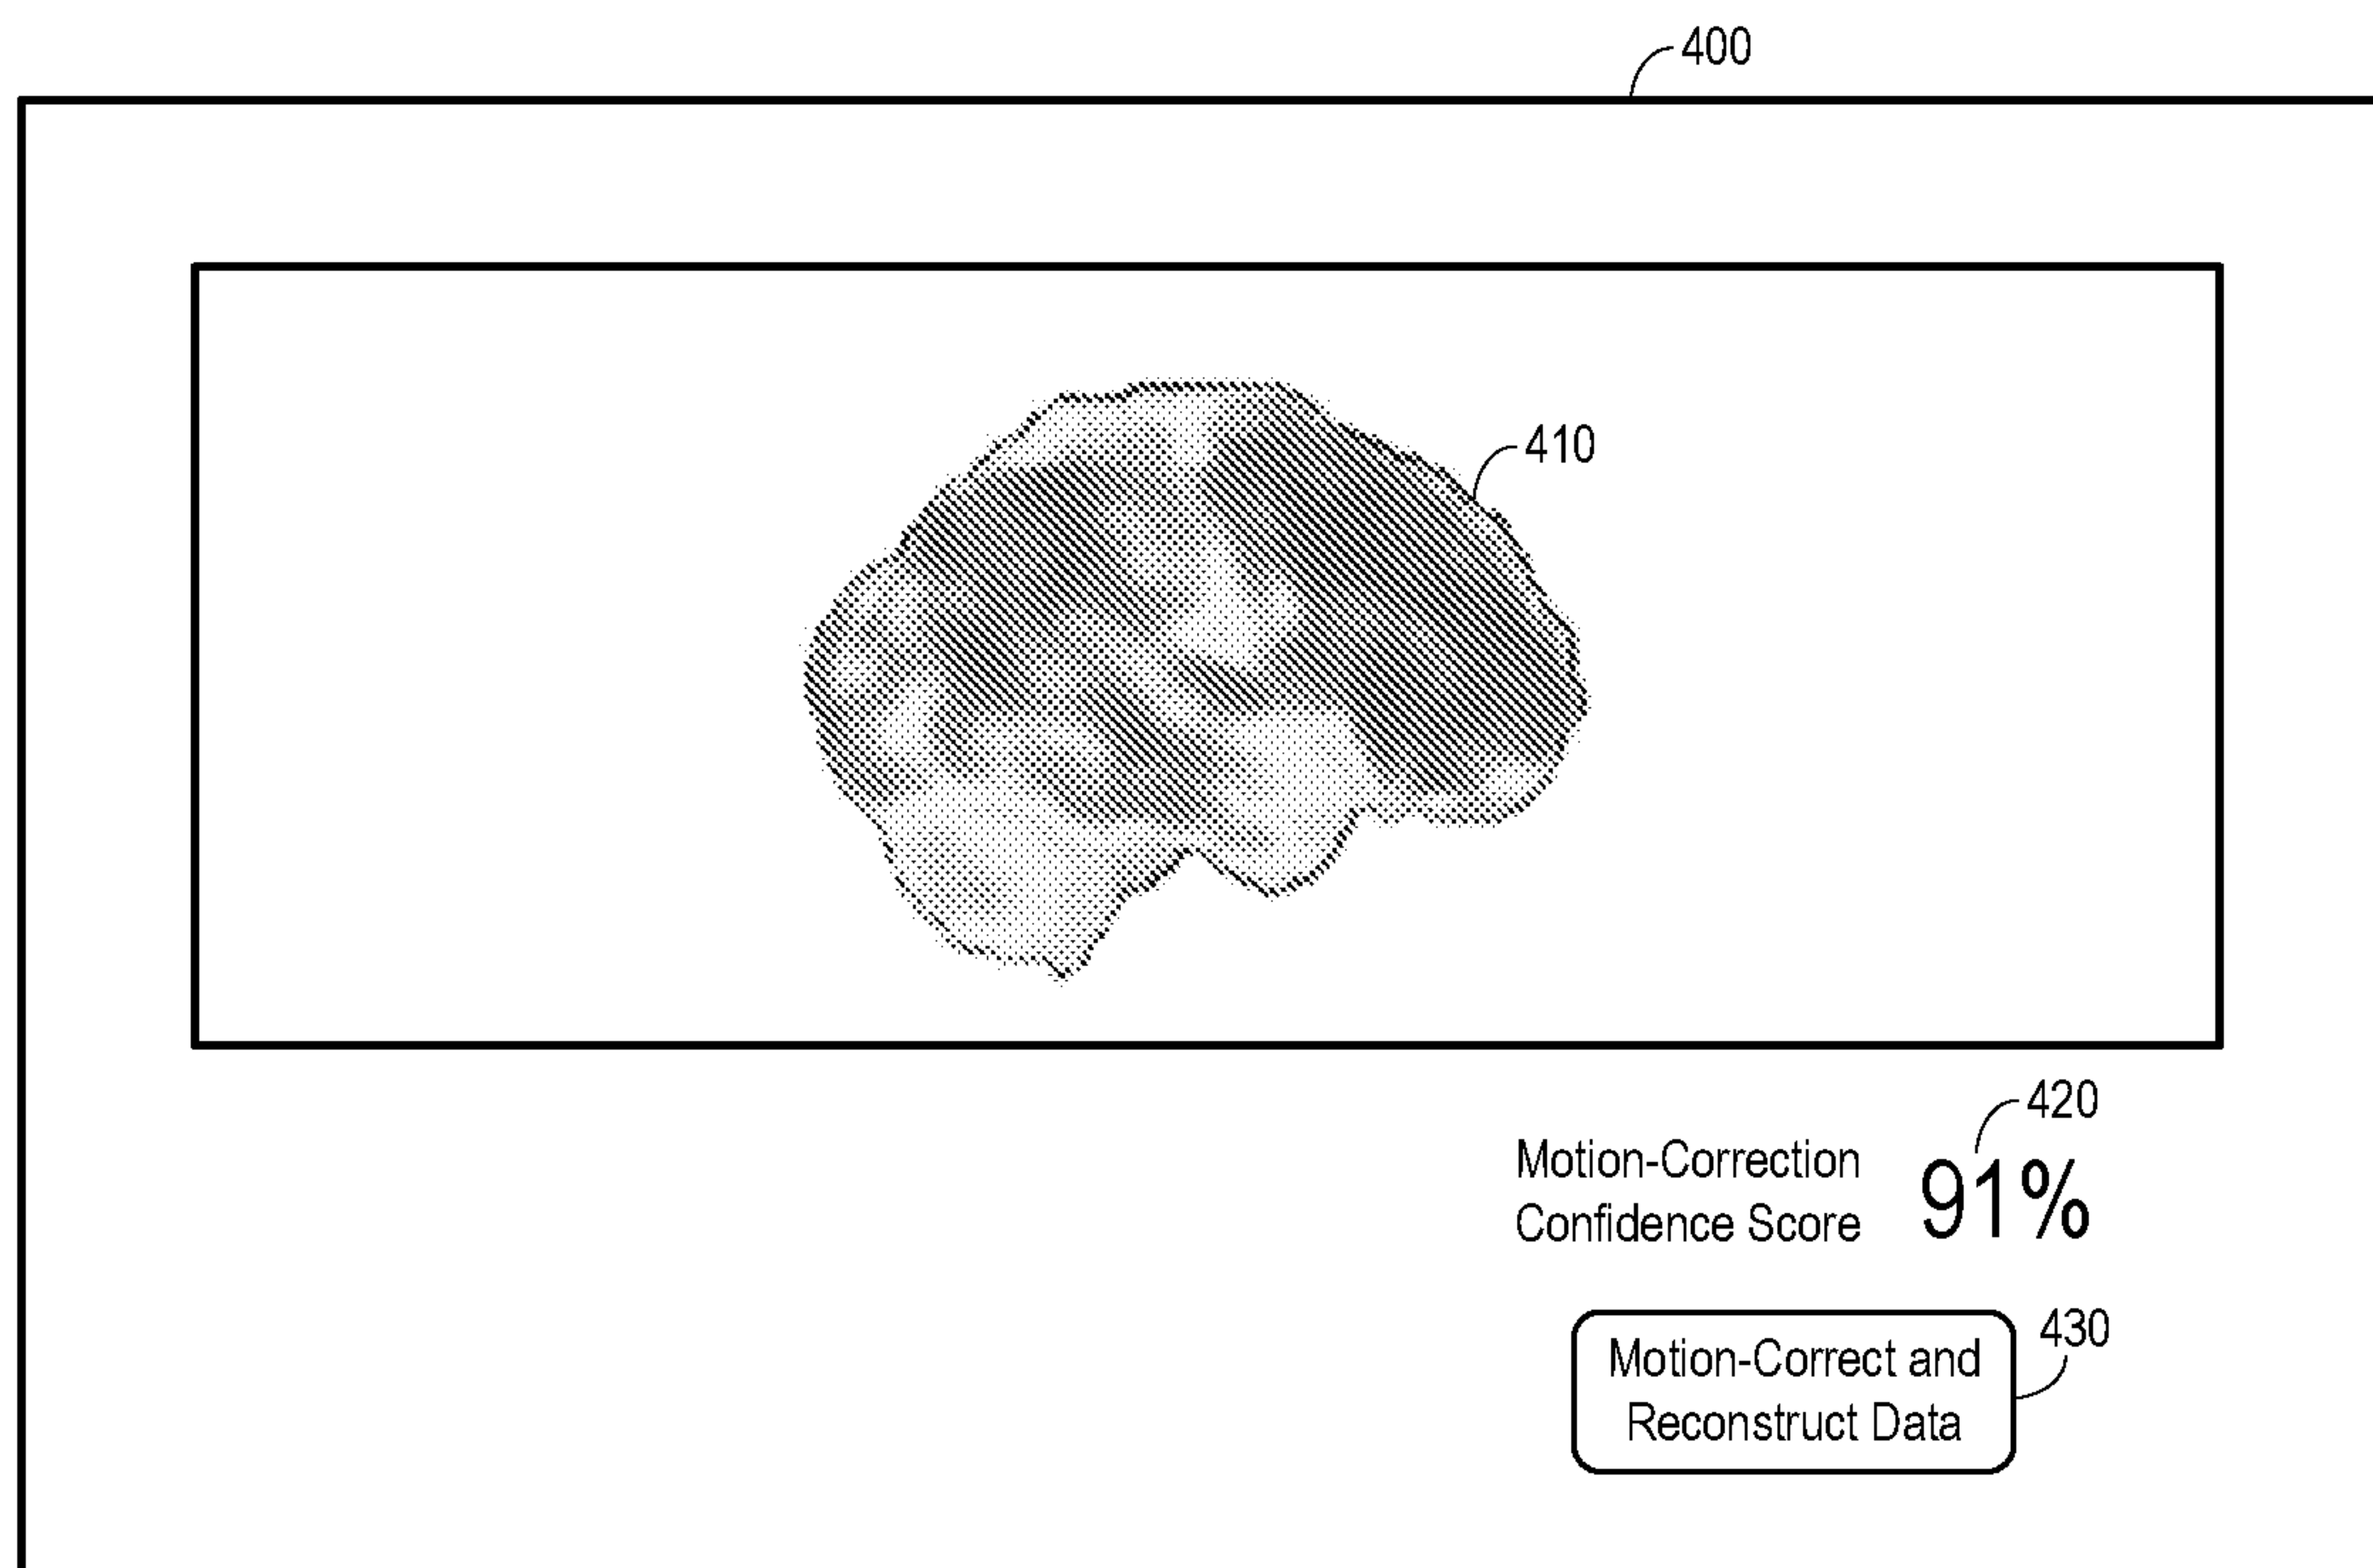 400
410
420
Motion-Correction
Confidence Score
91%
430
Motion-Correct and
Reconstruct Data